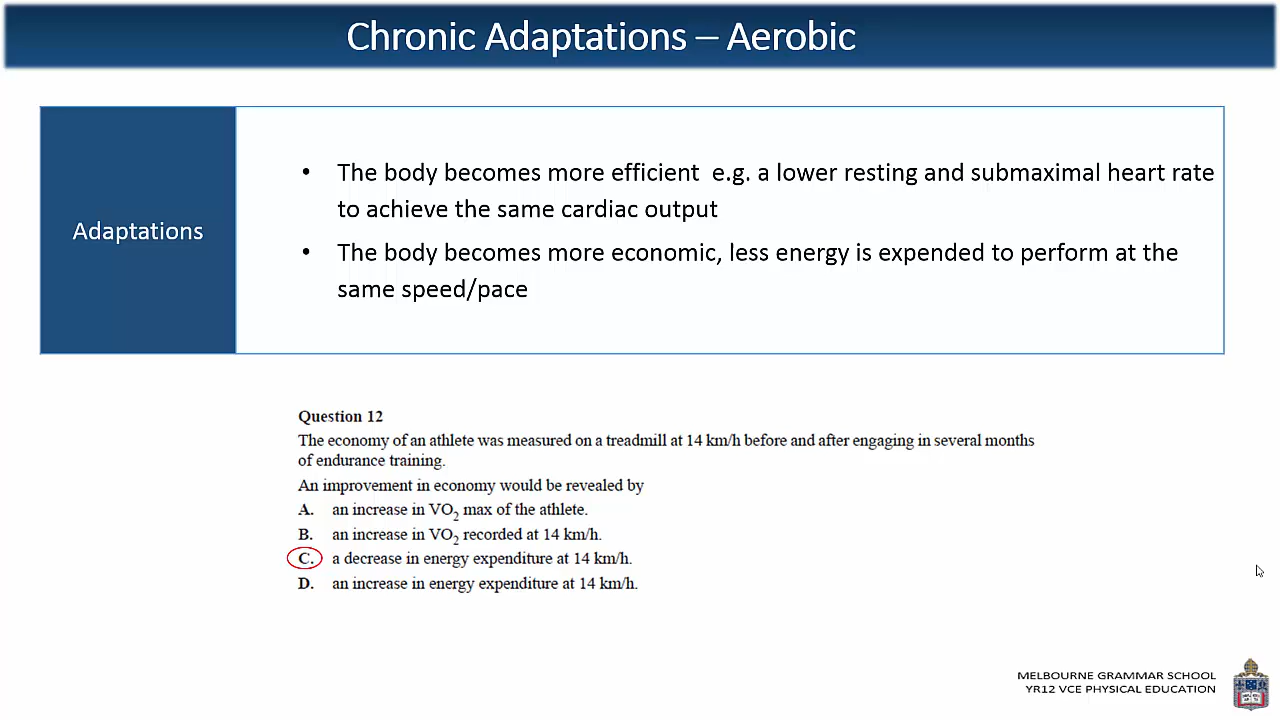 Chronic Adaptations – Aerobic
Adaptations
• The body becomes more efficient  e.g. a lower resting and submaximal heart rate
to achieve the same cardiac output
• The body becomes more economic, less energy is expended to perform at the
same speed/pace
Question 12
The economy of an athlete was measured on a treadmill at 14 km/h before and after engaging in several months
of endurance training.
An improvement in economy would be revealed by
A. an increase in VO₂ max of the athlete.
B. an increase in VO₂ recorded at 14 km/h.
C. a decrease in energy expenditure at 14 km/h.
D. an increase in energy expenditure at 14 km/h.
MELBOURNE GRAMMAR SCHOOL
YR12 VCE PHYSICAL EDUCATION